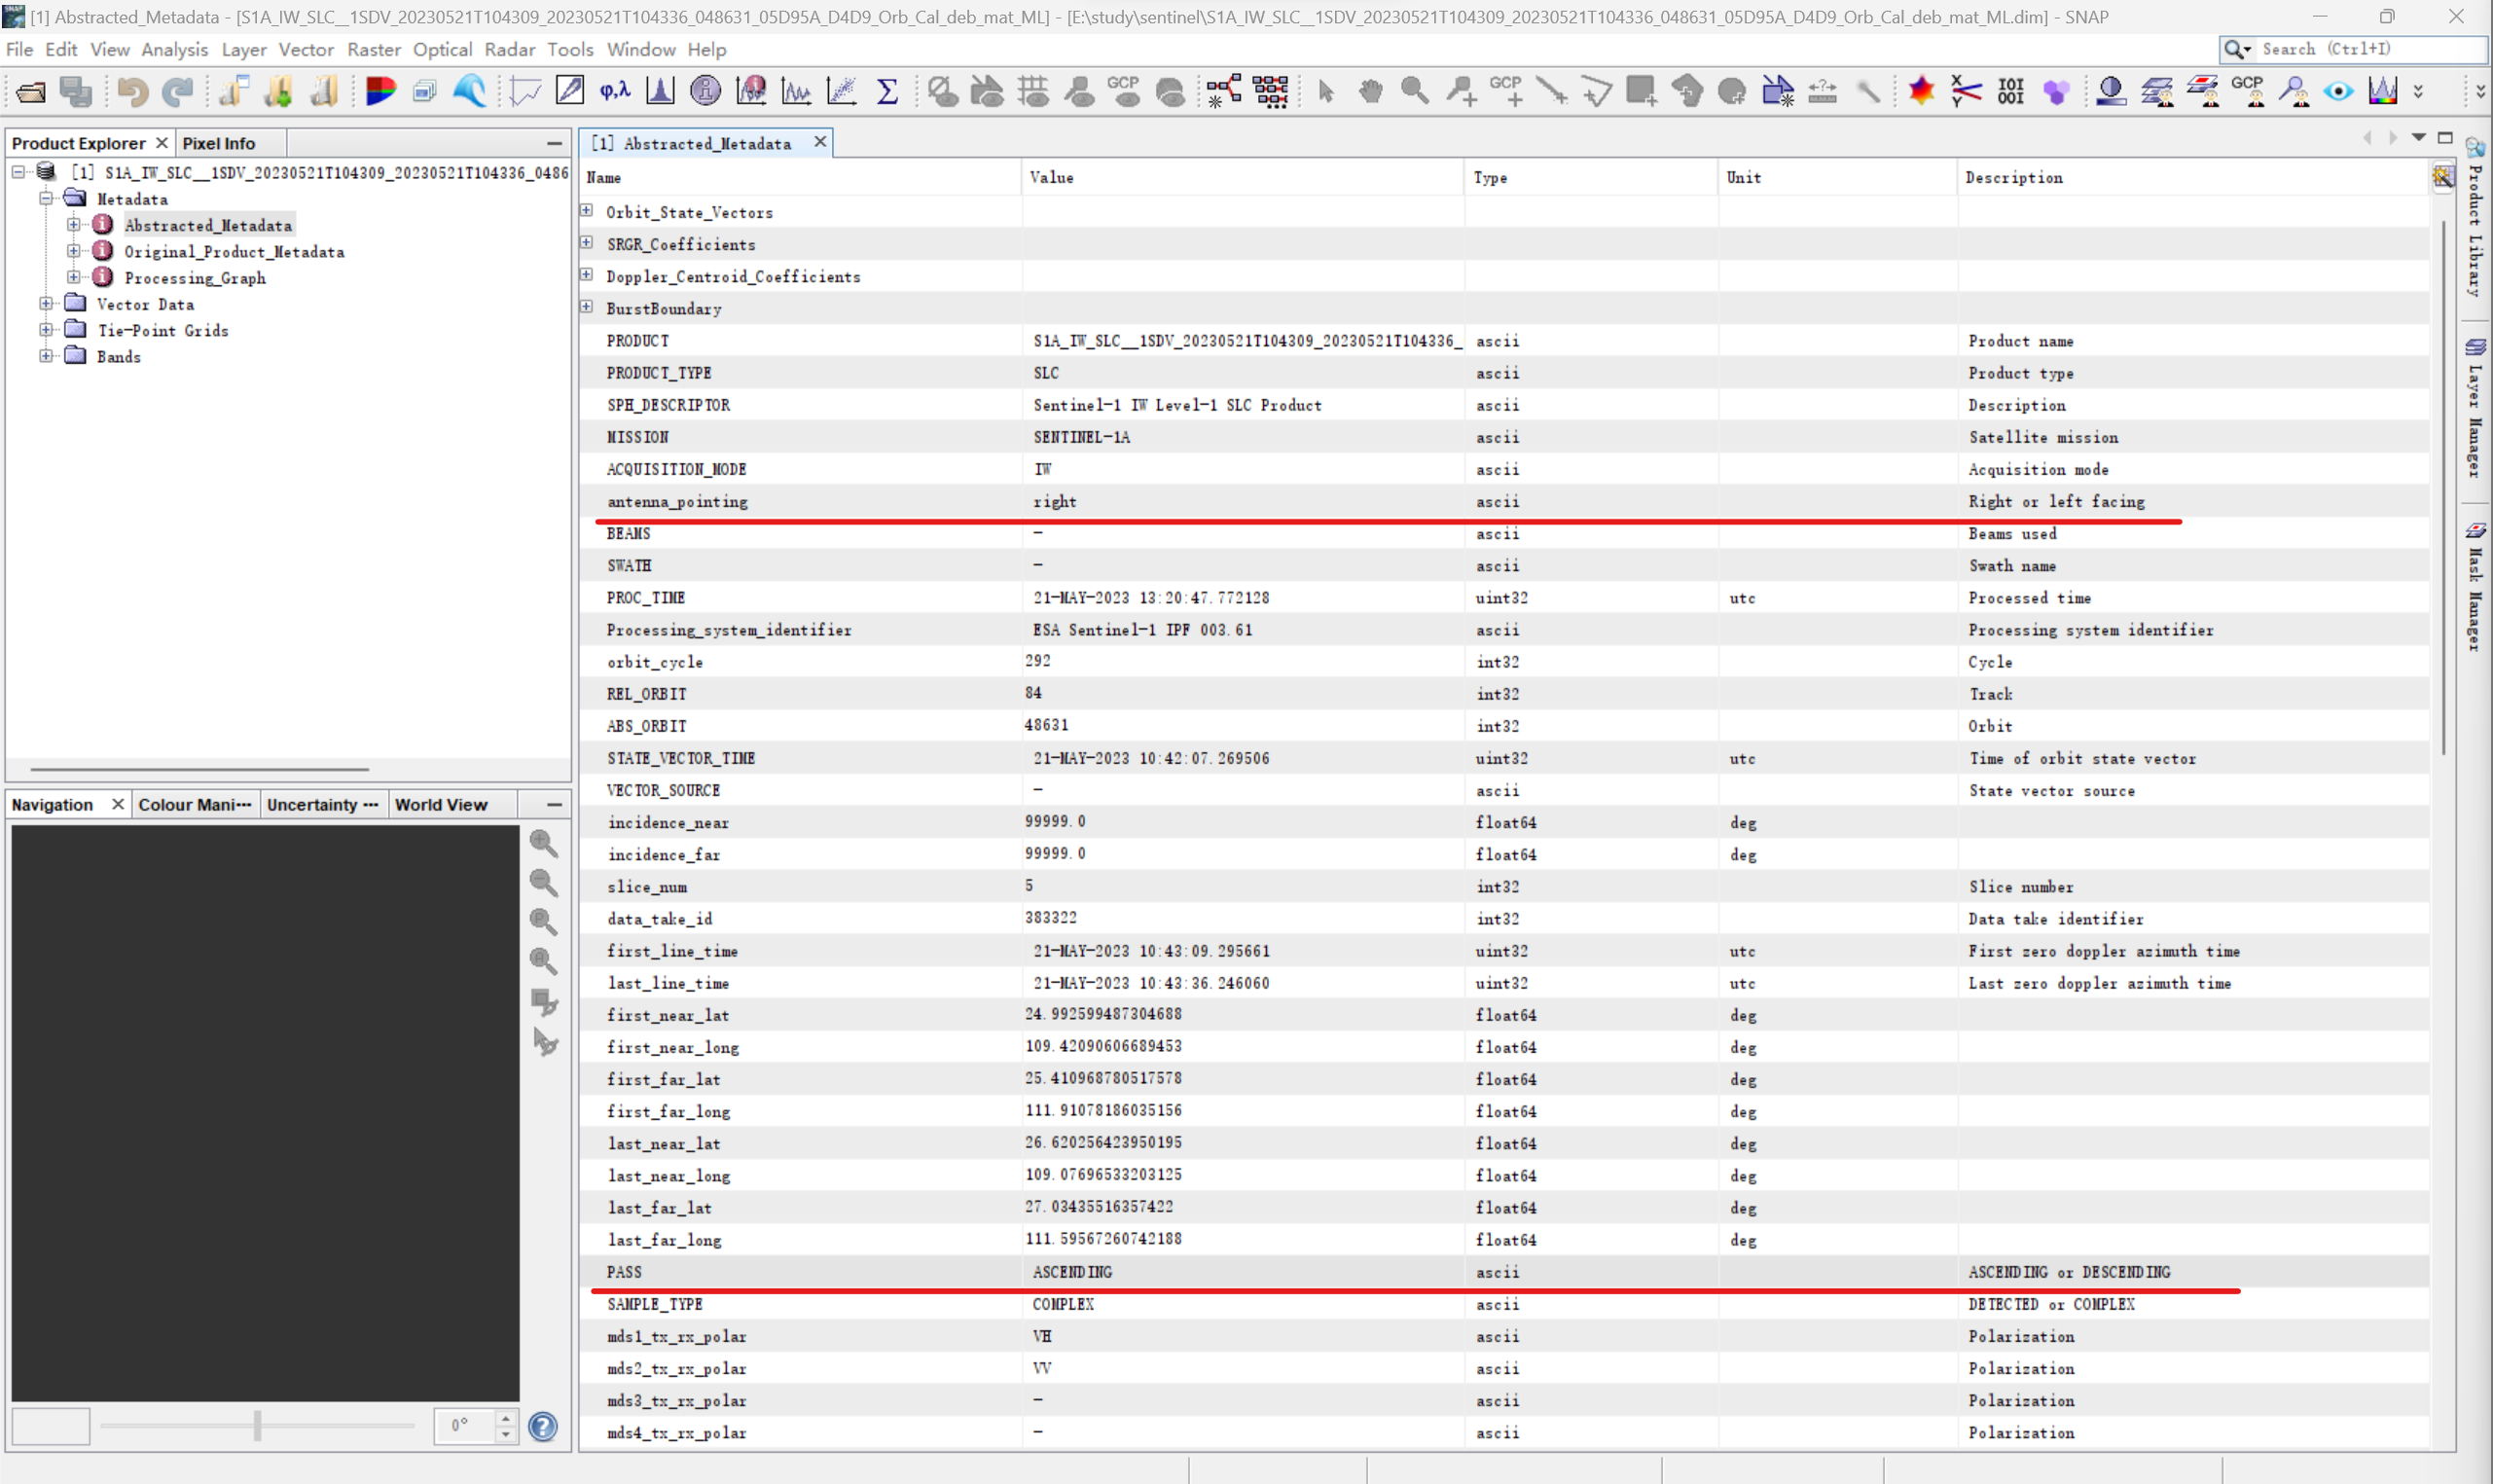 [1] Abstracted_Metadata - [S1A_IW_SLC__1SDV_20230521T104309_20230521T104336_048631_05D95A_D4D9_Orb_Cal_deb_mat_ML] - [E:\study\sentinel\S1A_IW_SLC__1SDV_20230521T104309_20230521T104336_048631_05D95A_D4D9_Orb_Cal_deb_mat_ML.dim] - SNAP
File Edit View Analysis Layer Vector Raster Optical Radar Tools Window Help
Search (Ctrl+I)
φ,λ Σ GCP GCP X Y IOI OOI GCP
Product Explorer Pixel Info
[1] S1A_IW_SLC__1SDV_20230521T104309_20230521T104336_0486
Metadata
Abstracted_Metadata
Original_Product_Metadata
Processing_Graph
Vector Data
Tie-Point Grids
Bands
Navigation Colour Mani··· Uncertainty ··· World View
0°
[1] Abstracted_Metadata
Name Value Type Unit Description
Orbit_State_Vectors
SRGR_Coefficients
Doppler_Centroid_Coefficients
BurstBoundary
PRODUCT S1A_IW_SLC__1SDV_20230521T104309_20230521T104336_ ascii Product name
PRODUCT_TYPE SLC ascii Product type
SPH_DESCRIPTOR Sentinel-1 IW Level-1 SLC Product ascii Description
MISSION SENTINEL-1A ascii Satellite mission
ACQUISITION_MODE IW ascii Acquisition mode
antenna_pointing right ascii Right or left facing
BEAMS - ascii Beams used
SWATH - ascii Swath name
PROC_TIME 21-MAY-2023 13:20:47.772128 uint32 utc Processed time
Processing_system_identifier ESA Sentinel-1 IPF 003.61 ascii Processing system identifier
orbit_cycle 292 int32 Cycle
REL_ORBIT 84 int32 Track
ABS_ORBIT 48631 int32 Orbit
STATE_VECTOR_TIME 21-MAY-2023 10:42:07.269506 uint32 utc Time of orbit state vector
VECTOR_SOURCE - ascii State vector source
incidence_near 99999.0 float64 deg
incidence_far 99999.0 float64 deg
slice_num 5 int32 Slice number
data_take_id 383322 int32 Data take identifier
first_line_time 21-MAY-2023 10:43:09.295661 uint32 utc First zero doppler azimuth time
last_line_time 21-MAY-2023 10:43:36.246060 uint32 utc Last zero doppler azimuth time
first_near_lat 24.992599487304688 float64 deg
first_near_long 109.42090606689453 float64 deg
first_far_lat 25.410968780517578 float64 deg
first_far_long 111.91078186035156 float64 deg
last_near_lat 26.620256423950195 float64 deg
last_near_long 109.07696533203125 float64 deg
last_far_lat 27.03435516357422 float64 deg
last_far_long 111.59567260742188 float64 deg
PASS ASCENDING ascii ASCENDING or DESCENDING
SAMPLE_TYPE COMPLEX ascii DETECTED or COMPLEX
mds1_tx_rx_polar VH ascii Polarization
mds2_tx_rx_polar VV ascii Polarization
mds3_tx_rx_polar - ascii Polarization
mds4_tx_rx_polar - ascii Polarization
Product Library
Layer Manager
Mask Manager